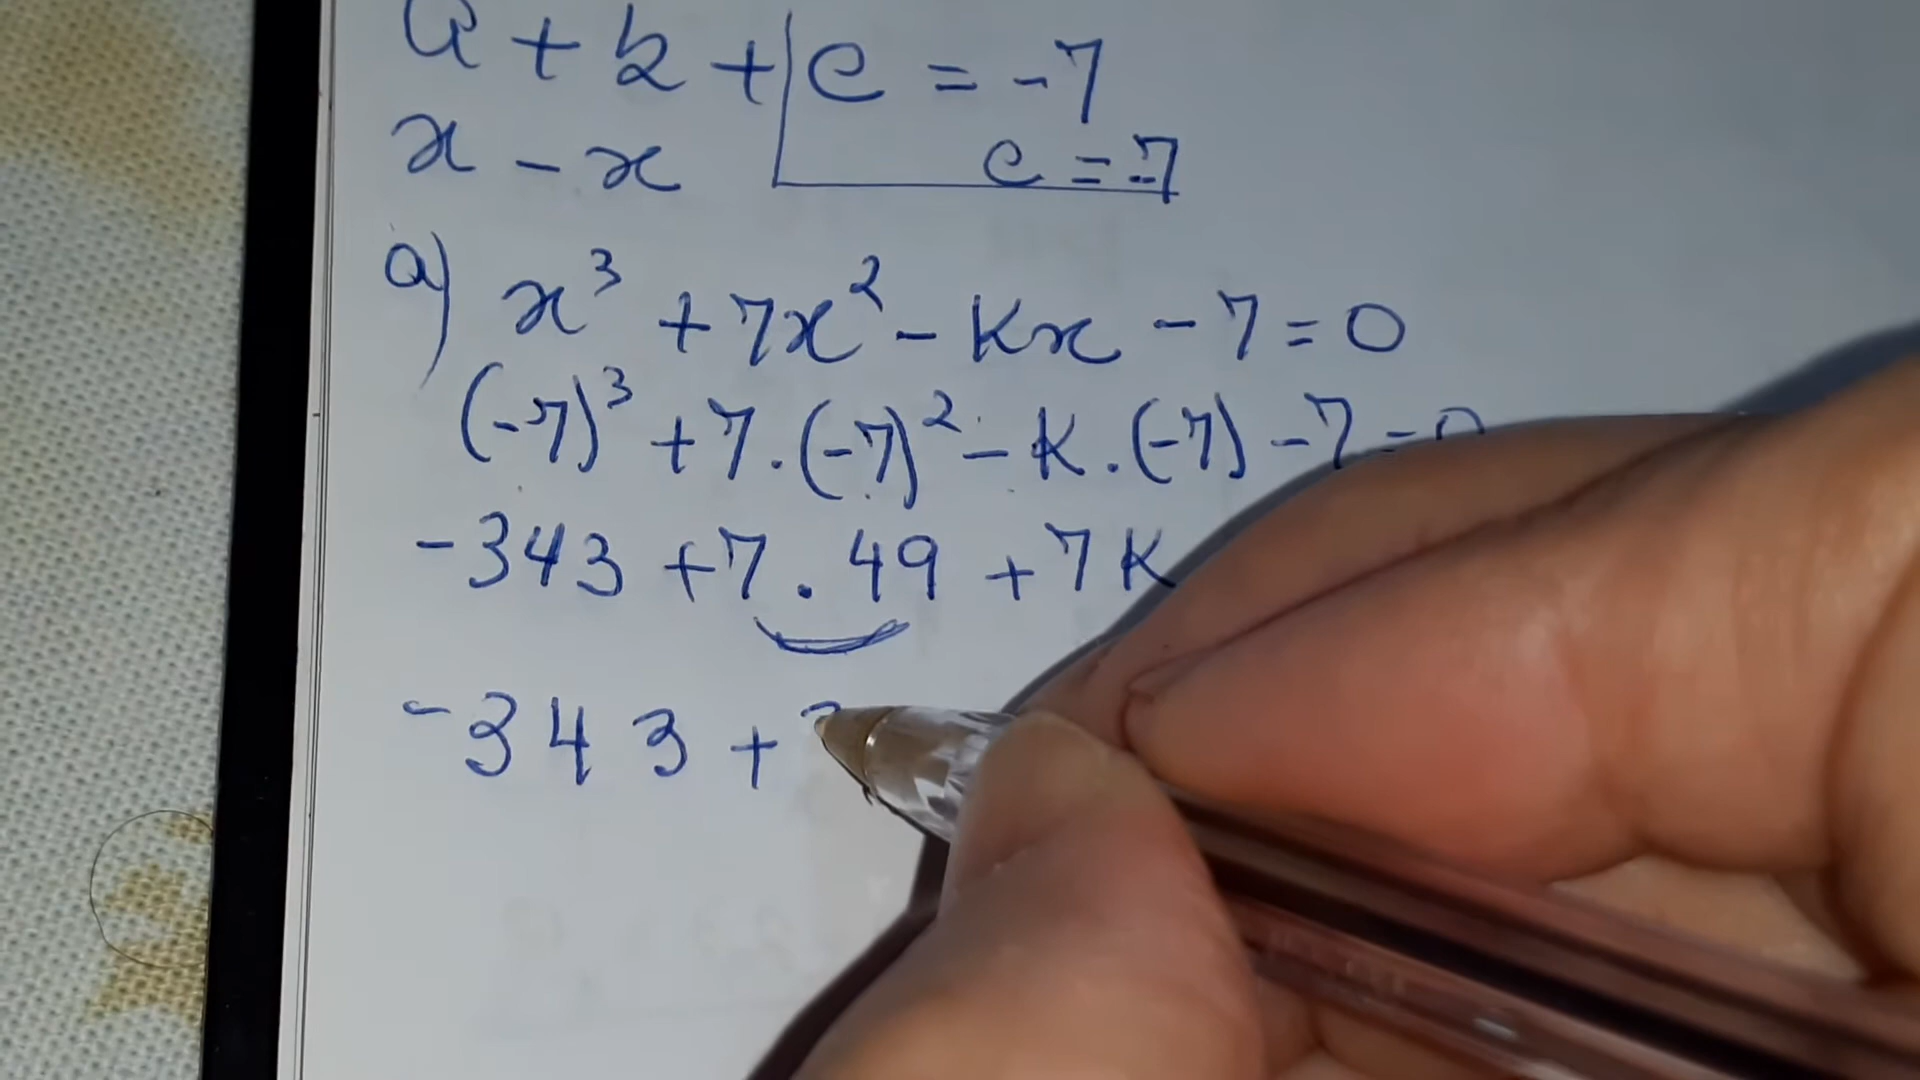 a + b + c = -7
x - x c = -7
a) x³ + 7x² - Kx - 7 = 0
(-7)³ + 7 . (-7)² - K . (-7) - 7 = 0
-343 + 7 . 49 + 7K
-343 +